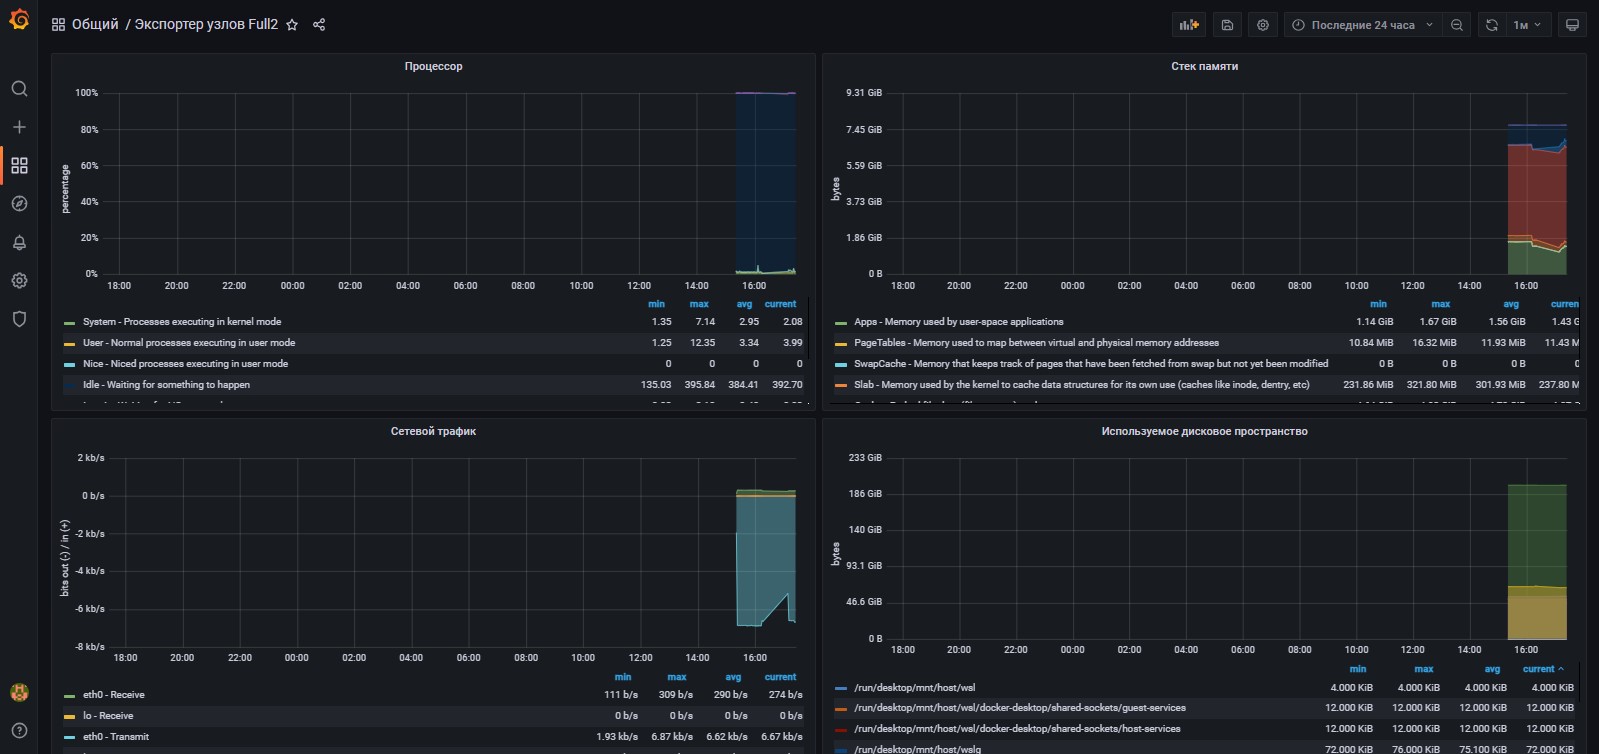 Общий / Экспортер узлов Full2
Последние 24 часа
1м
Процессор
percentage
100%
80%
60%
40%
20%
0%
18:00 20:00 22:00 00:00 02:00 04:00 06:00 08:00 10:00 12:00 14:00 16:00
min max avg current
System - Processes executing in kernel mode 1.35 7.14 2.95 2.08
User - Normal processes executing in user mode 1.25 12.35 3.34 3.99
Nice - Niced processes executing in user mode 0 0 0 0
Idle - Waiting for something to happen 135.03 395.84 384.41 392.70
Стек памяти
bytes
9.31 GiB
7.45 GiB
5.59 GiB
3.73 GiB
1.86 GiB
0 B
18:00 20:00 22:00 00:00 02:00 04:00 06:00 08:00 10:00 12:00 14:00 16:00
min max avg curren
Apps - Memory used by user-space applications 1.14 GiB 1.67 GiB 1.56 GiB 1.43 G
PageTables - Memory used to map between virtual and physical memory addresses 10.84 MiB 16.32 MiB 11.93 MiB 11.43 M
SwapCache - Memory that keeps track of pages that have been fetched from swap but not yet been modified 0 B 0 B 0 B 0
Slab - Memory used by the kernel to cache data structures for its own use (caches like inode, dentry, etc) 231.86 MiB 321.80 MiB 301.93 MiB 237.80 M
Сетевой трафик
bits out (-) / in (+)
2 kb/s
0 b/s
-2 kb/s
-4 kb/s
-6 kb/s
-8 kb/s
18:00 20:00 22:00 00:00 02:00 04:00 06:00 08:00 10:00 12:00 14:00 16:00
min max avg current
eth0 - Receive 111 b/s 309 b/s 290 b/s 274 b/s
lo - Receive 0 b/s 0 b/s 0 b/s 0 b/s
eth0 - Transmit 1.93 kb/s 6.87 kb/s 6.62 kb/s 6.67 kb/s
Используемое дисковое пространство
bytes
233 GiB
186 GiB
140 GiB
93.1 GiB
46.6 GiB
0 B
18:00 20:00 22:00 00:00 02:00 04:00 06:00 08:00 10:00 12:00 14:00 16:00
min max avg current
/run/desktop/mnt/host/wsl 4.000 KiB 4.000 KiB 4.000 KiB 4.000 KiB
/run/desktop/mnt/host/wsl/docker-desktop/shared-sockets/guest-services 12.000 KiB 12.000 KiB 12.000 KiB 12.000 KiB
/run/desktop/mnt/host/wsl/docker-desktop/shared-sockets/host-services 12.000 KiB 12.000 KiB 12.000 KiB 12.000 KiB
/run/desktop/mnt/host/wslg 72.000 KiB 76.000 KiB 75.100 KiB 72.000 KiB